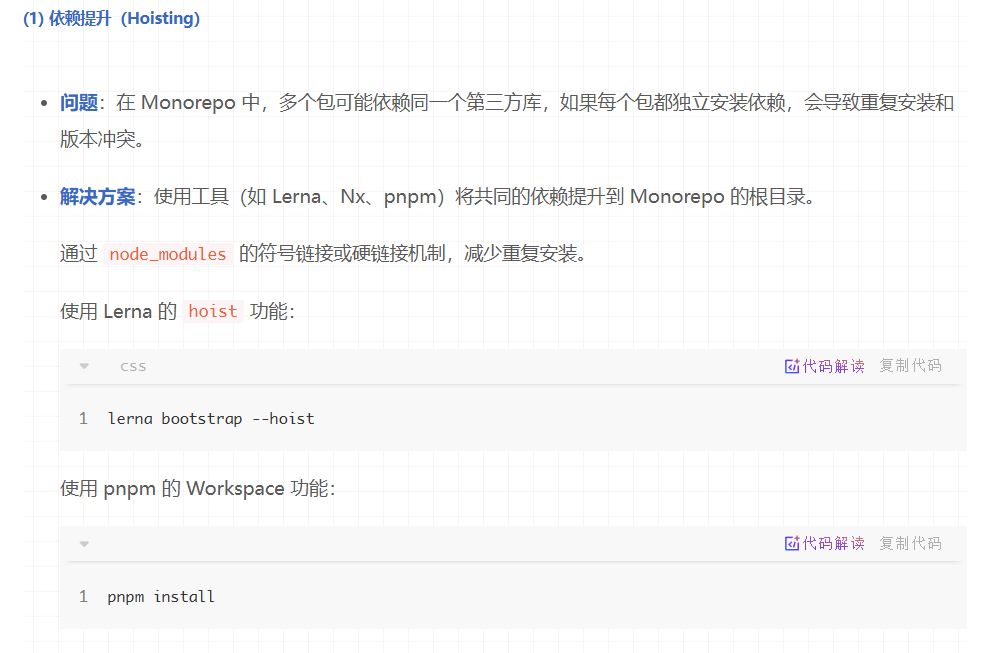 (1) 依赖提升（Hoisting）
• 问题：在 Monorepo 中，多个包可能依赖同一个第三方库，如果每个包都独立安装依赖，会导致重复安装和
版本冲突。
• 解决方案：使用工具（如 Lerna、Nx、pnpm）将共同的依赖提升到 Monorepo 的根目录。
通过 node_modules 的符号链接或硬链接机制，减少重复安装。
使用 Lerna 的 hoist 功能：
css 代码解读 复制代码
1 lerna bootstrap --hoist
使用 pnpm 的 Workspace 功能：
代码解读 复制代码
1 pnpm install